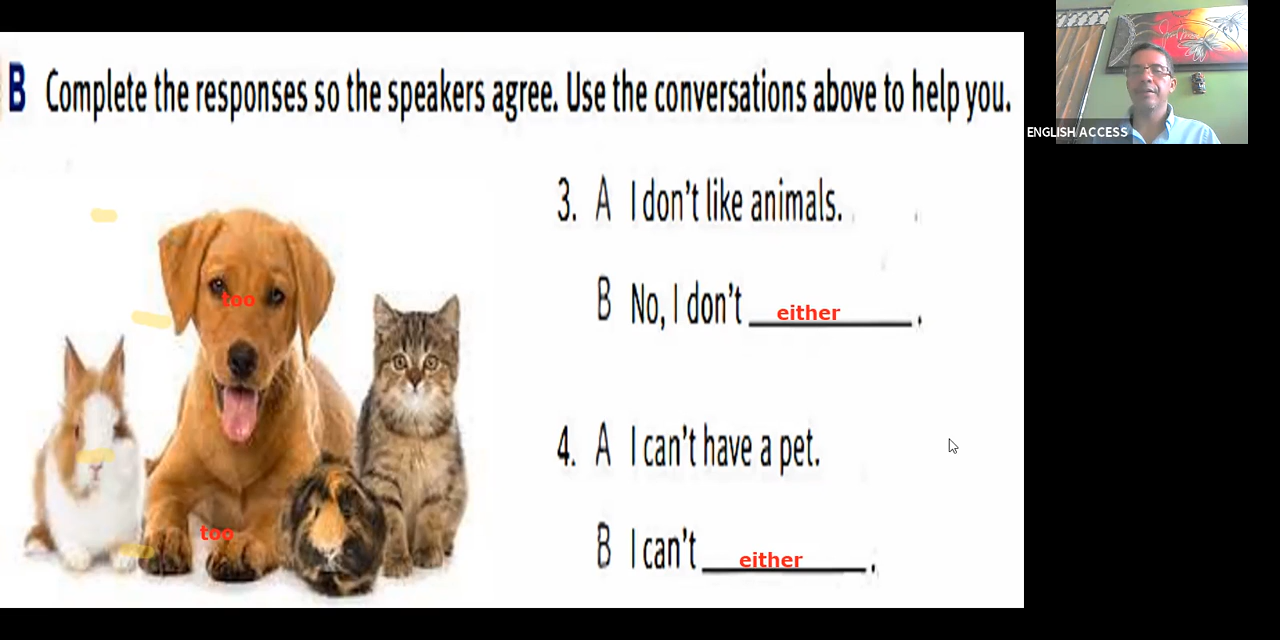 B Complete the responses so the speakers agree. Use the conversations above to help you.
ENGLISH ACCESS
3. A I don't like animals.
too
B No, I don't either.
4. A I can't have a pet.
too
B I can't either.